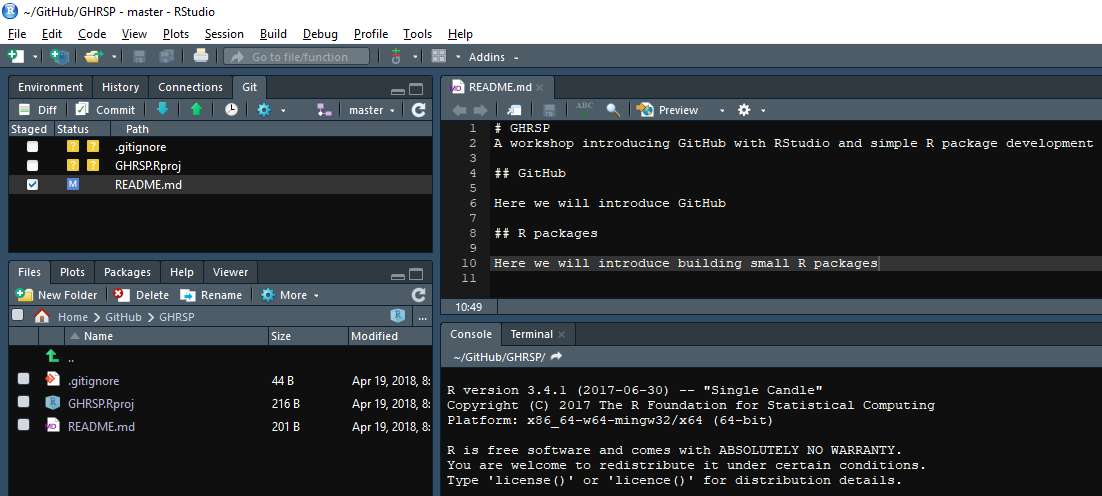 ~/GitHub/GHRSP - master - RStudio
File Edit Code View Plots Session Build Debug Profile Tools Help
Go to file/function Addins
Environment History Connections Git
Diff Commit master
Staged Status Path
? ? .gitignore
? ? GHRSP.Rproj
M README.md
Files Plots Packages Help Viewer
New Folder Delete Rename More
Home GitHub GHRSP R ...
Name Size Modified
..
.gitignore 44 B Apr 19, 2018, 8:
GHRSP.Rproj 216 B Apr 19, 2018, 8:
README.md 201 B Apr 19, 2018, 8:
README.md
ABC Preview
1 # GHRSP
2 A workshop introducing GitHub with RStudio and simple R package development
3
4 ## GitHub
5
6 Here we will introduce GitHub
7
8 ## R packages
9
10 Here we will introduce building small R packages
11
10:49
Console Terminal
~/GitHub/GHRSP/
R version 3.4.1 (2017-06-30) -- "Single Candle"
Copyright (C) 2017 The R Foundation for Statistical Computing
Platform: x86_64-w64-mingw32/x64 (64-bit)
R is free software and comes with ABSOLUTELY NO WARRANTY.
You are welcome to redistribute it under certain conditions.
Type 'license()' or 'licence()' for distribution details.